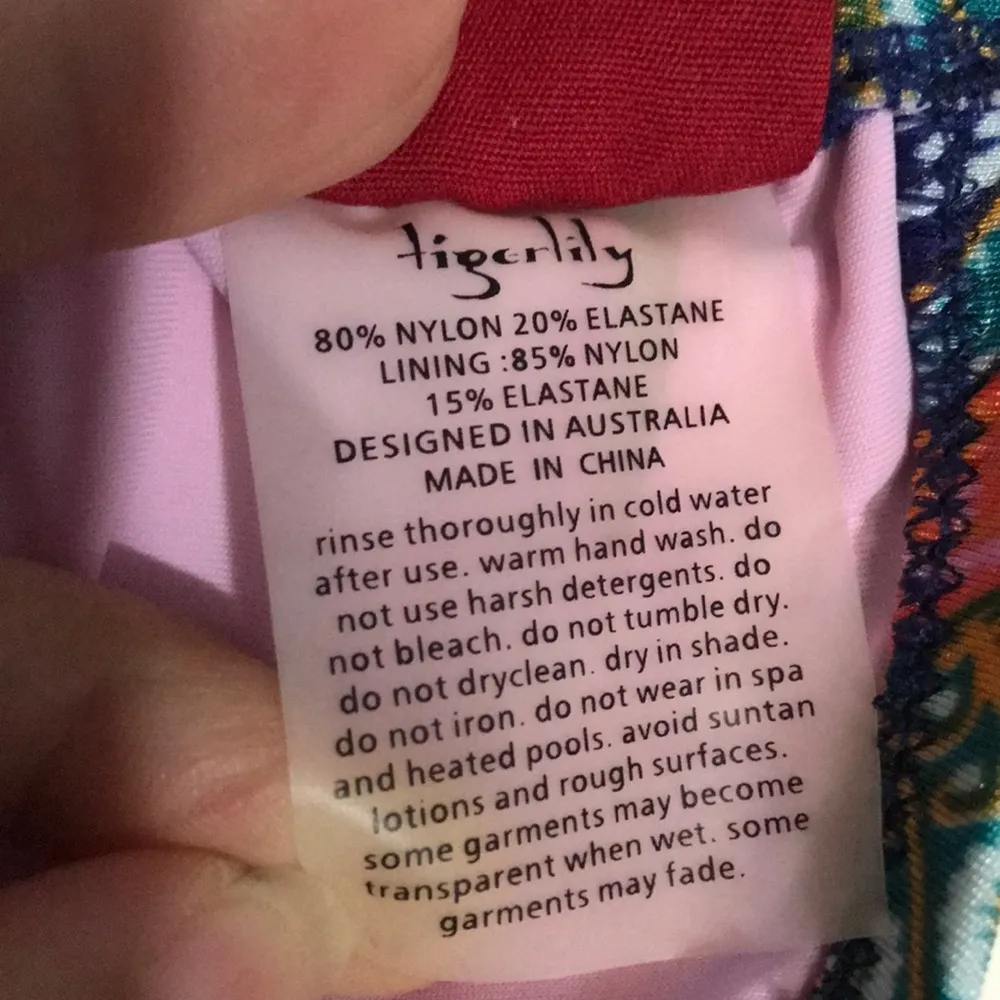 tigerlily
80% NYLON 20% ELASTANE
LINING :85% NYLON
15% ELASTANE
DESIGNED IN AUSTRALIA
MADE IN CHINA
rinse thoroughly in cold water
after use. warm hand wash. do
not use harsh detergents. do
not bleach. do not tumble dry.
do not dryclean. dry in shade.
do not iron. do not wear in spa
and heated pools. avoid suntan
lotions and rough surfaces.
some garments may become
transparent when wet. some
garments may fade.